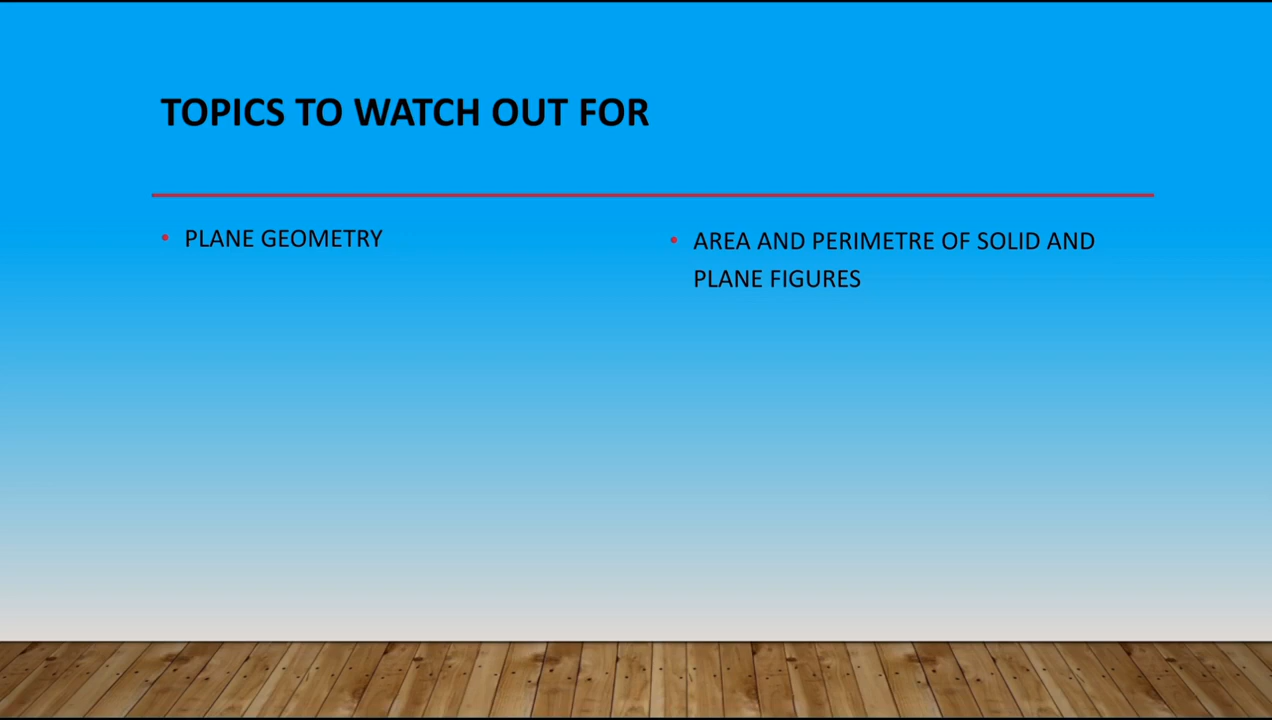 TOPICS TO WATCH OUT FOR
• PLANE GEOMETRY
• AREA AND PERIMETRE OF SOLID AND
PLANE FIGURES